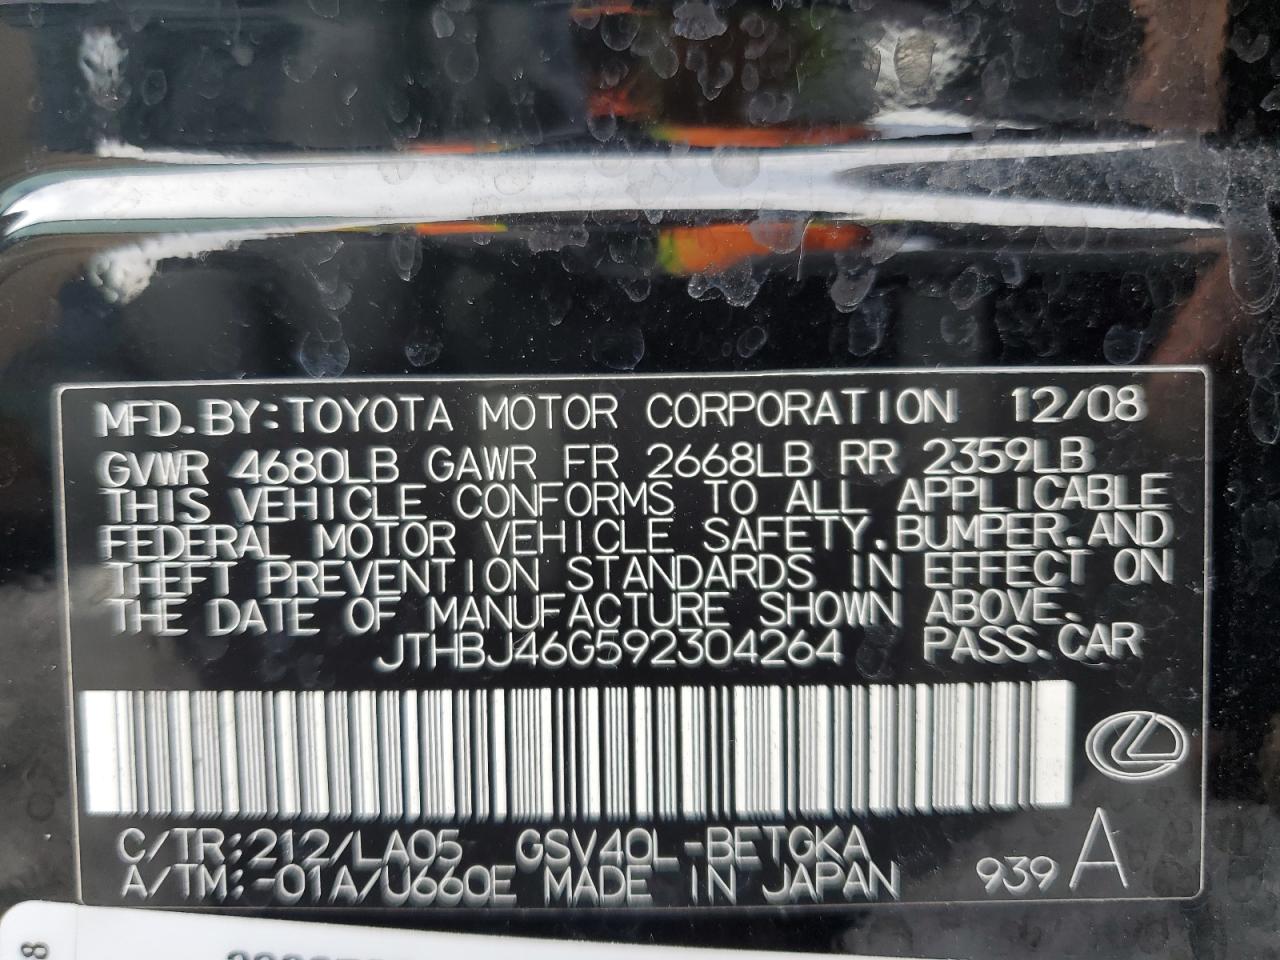 MFD. BY: TOYOTA MOTOR CORPORATION 12/08
GVWR 4680LB GAWR FR 2668LB RR 2359LB
THIS VEHICLE CONFORMS TO ALL APPLICABLE
FEDERAL MOTOR VEHICLE SAFETY, BUMPER, AND
THEFT PREVENTION STANDARDS IN EFFECT ON
THE DATE OF MANUFACTURE SHOWN ABOVE.
JTHBJ46G592304264 PASS. CAR
C/TR:212/LA05 GSV40L-BETGKA
A/TM:-01A/U660E MADE IN JAPAN 939 A
8